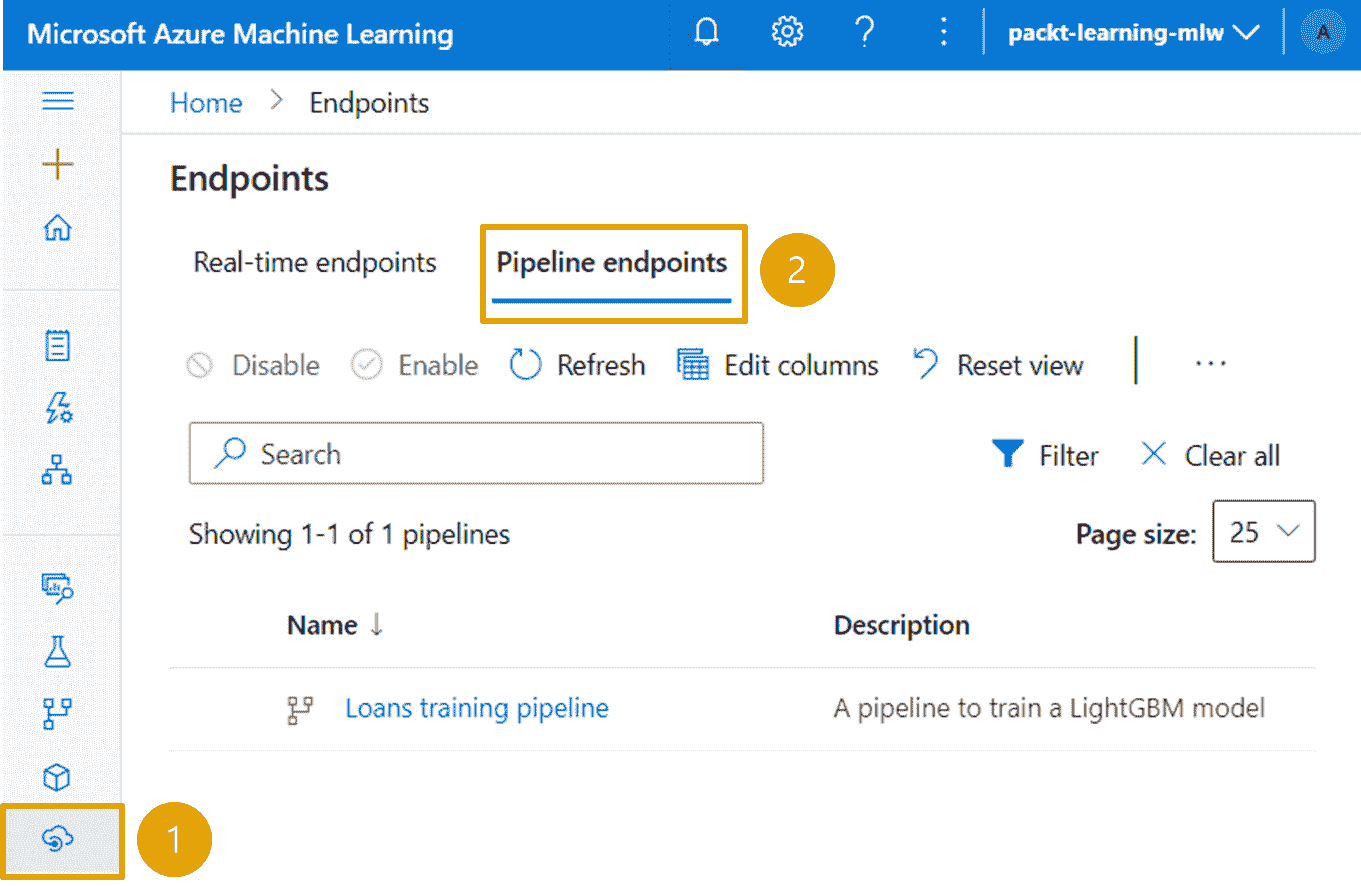 Microsoft Azure Machine Learning
packt-learning-mlw
A
Home > Endpoints
Endpoints
Real-time endpoints
Pipeline endpoints
2
Disable
Enable
Refresh
Edit columns
Reset view
...
Search
Filter
Clear all
Showing 1-1 of 1 pipelines
Page size:
25
Name ↓
Description
Loans training pipeline
A pipeline to train a LightGBM model
1